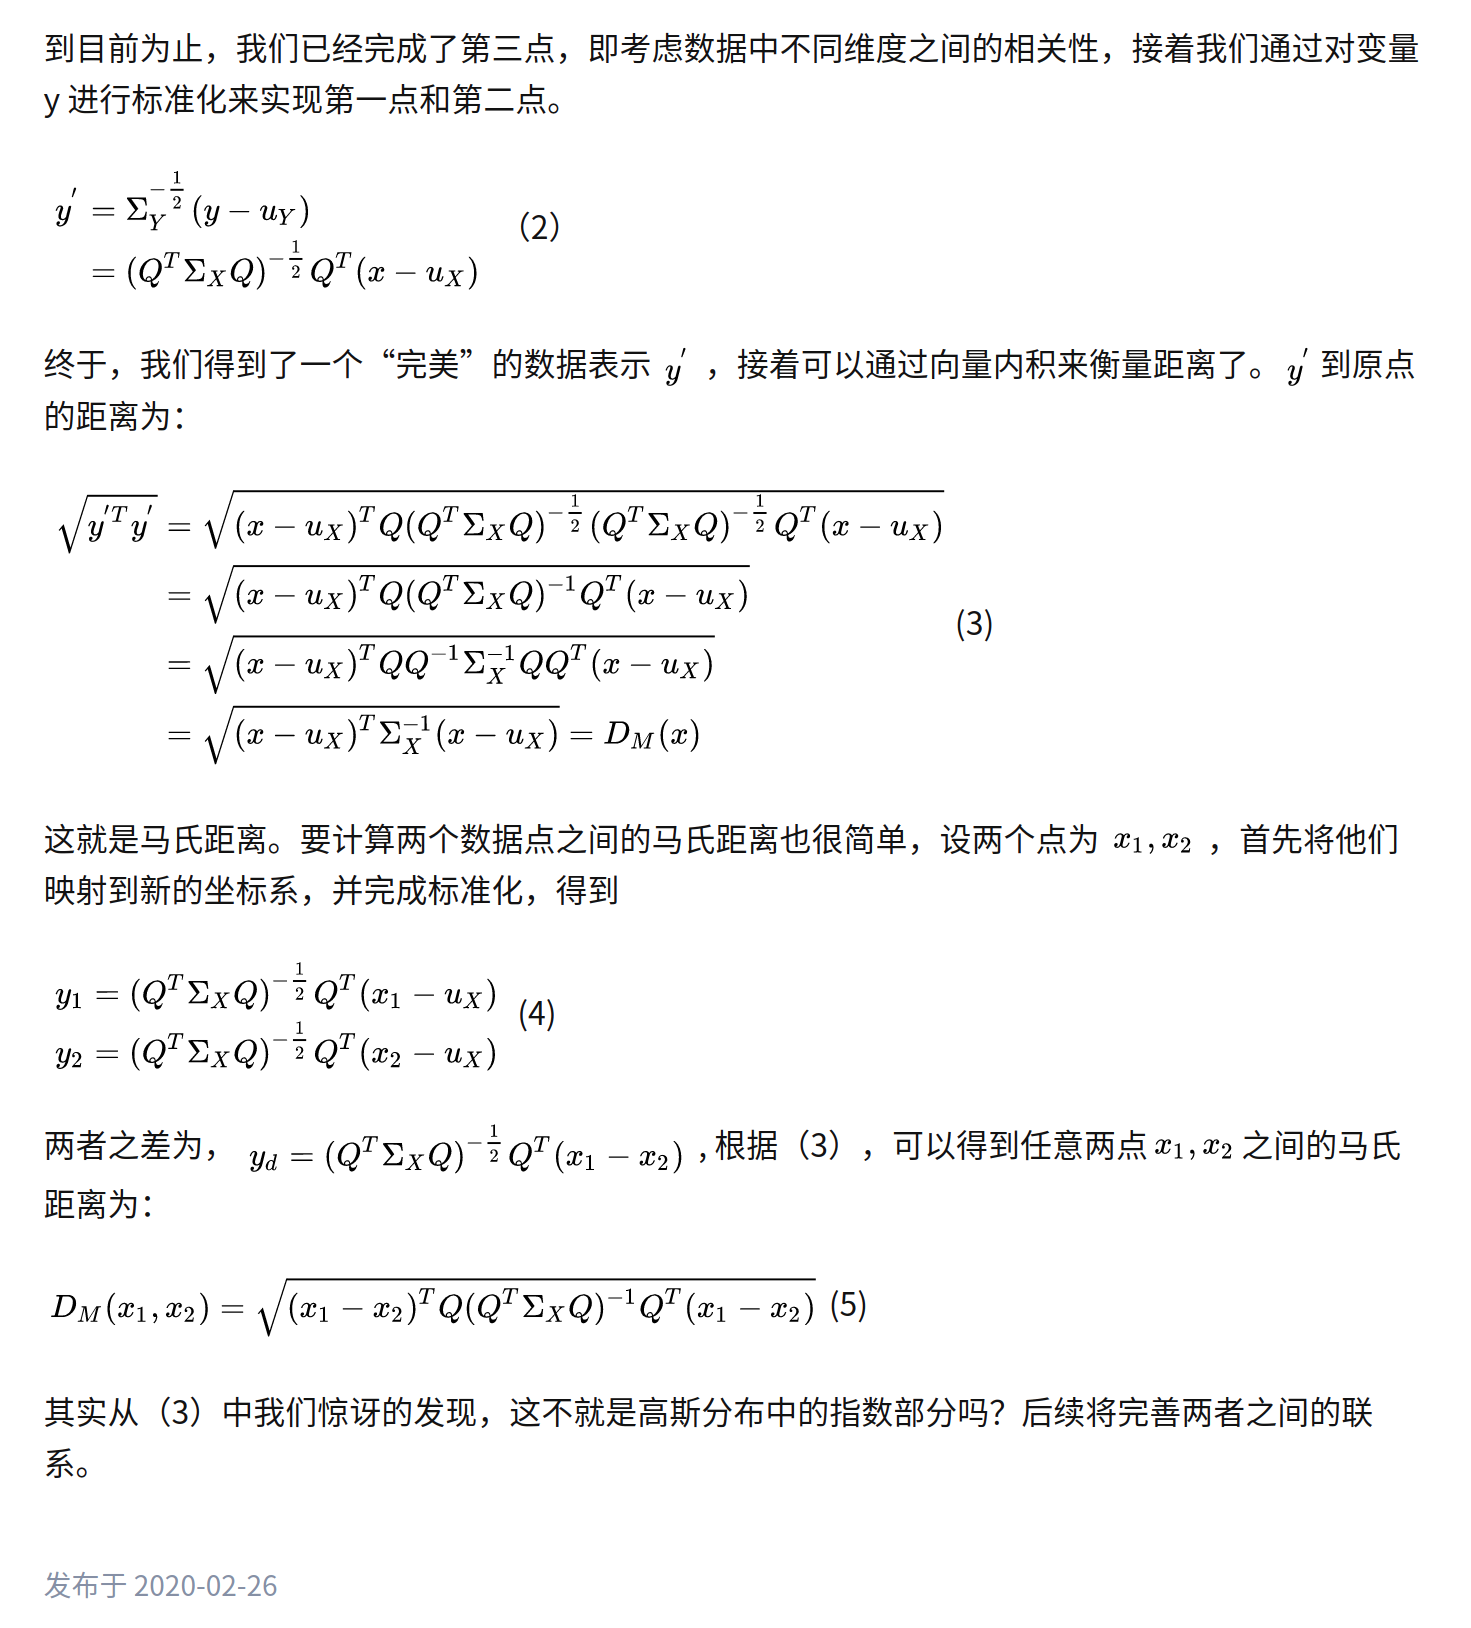 到目前为止，我们已经完成了第三点，即考虑数据中不同维度之间的相关性，接着我们通过对变量
y 进行标准化来实现第一点和第二点。
$y^{'} = \Sigma_Y^{-\frac{1}{2}}(y - u_Y)$
$= (Q^T\Sigma_X Q)^{-\frac{1}{2}}Q^T(x - u_X)$ （2）
终于，我们得到了一个“完美”的数据表示 $y^{'}$ ，接着可以通过向量内积来衡量距离了。 $y^{'}$ 到原点
的距离为：
$\sqrt{y^{'T}y^{'}} = \sqrt{(x - u_X)^T Q(Q^T\Sigma_X Q)^{-\frac{1}{2}}(Q^T\Sigma_X Q)^{-\frac{1}{2}}Q^T(x - u_X)}$
$= \sqrt{(x - u_X)^T Q(Q^T\Sigma_X Q)^{-1}Q^T(x - u_X)}$
(3)
$= \sqrt{(x - u_X)^T QQ^{-1}\Sigma_X^{-1}QQ^T(x - u_X)}$
$= \sqrt{(x - u_X)^T\Sigma_X^{-1}(x - u_X)} = D_M(x)$
这就是马氏距离。要计算两个数据点之间的马氏距离也很简单，设两个点为 $x_1, x_2$ ，首先将他们
映射到新的坐标系，并完成标准化，得到
$y_1 = (Q^T\Sigma_X Q)^{-\frac{1}{2}}Q^T(x_1 - u_X)$ (4)
$y_2 = (Q^T\Sigma_X Q)^{-\frac{1}{2}}Q^T(x_2 - u_X)$
两者之差为， $y_d = (Q^T\Sigma_X Q)^{-\frac{1}{2}}Q^T(x_1 - x_2)$ ，根据（3），可以得到任意两点 $x_1, x_2$ 之间的马氏
距离为：
$D_M(x_1, x_2) = \sqrt{(x_1 - x_2)^T Q(Q^T\Sigma_X Q)^{-1}Q^T(x_1 - x_2)}$ (5)
其实从（3）中我们惊讶的发现，这不就是高斯分布中的指数部分吗？后续将完善两者之间的联
系。
发布于 2020-02-26